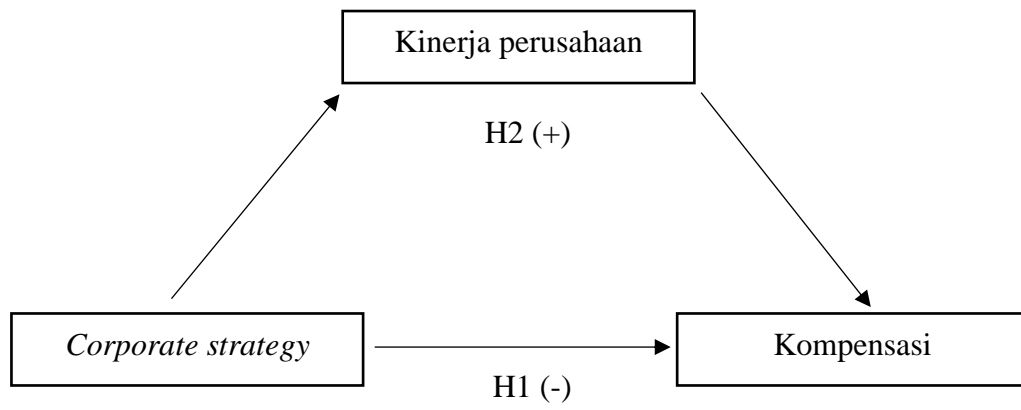 Kinerja perusahaan
H2 (+)
Corporate strategy
Kompensasi
H1 (-)